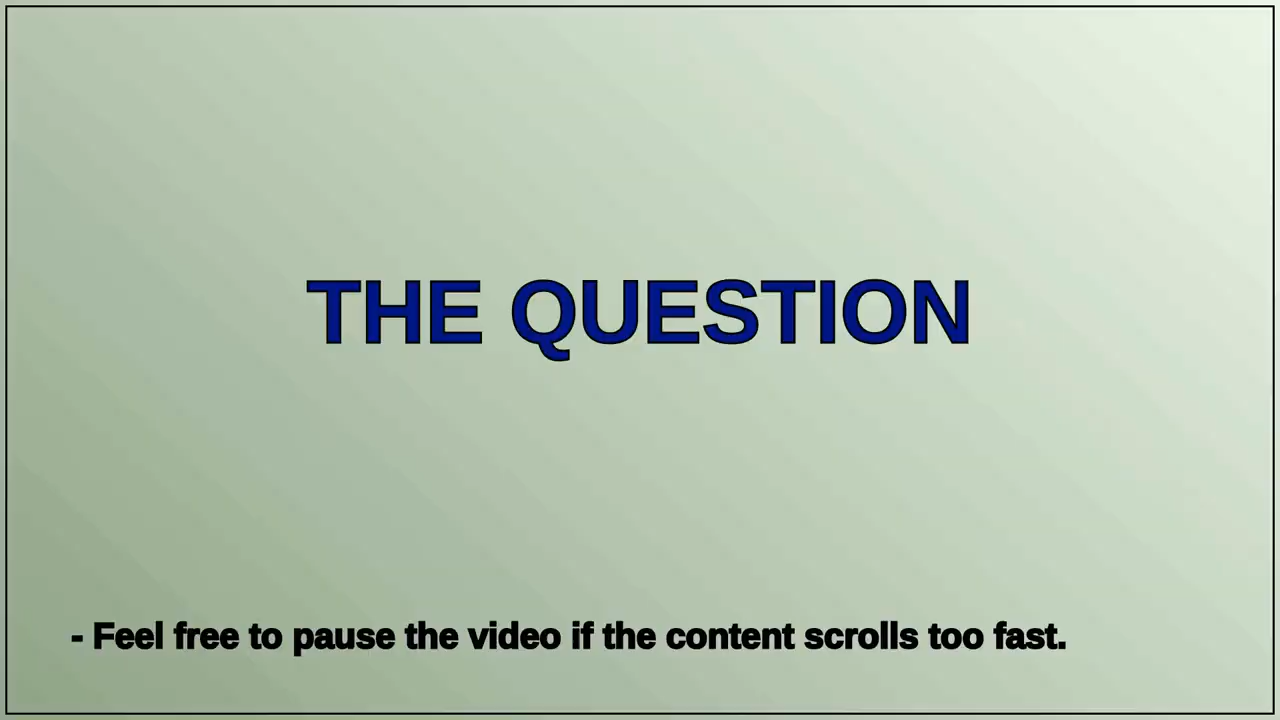 THE QUESTION
- Feel free to pause the video if the content scrolls too fast.